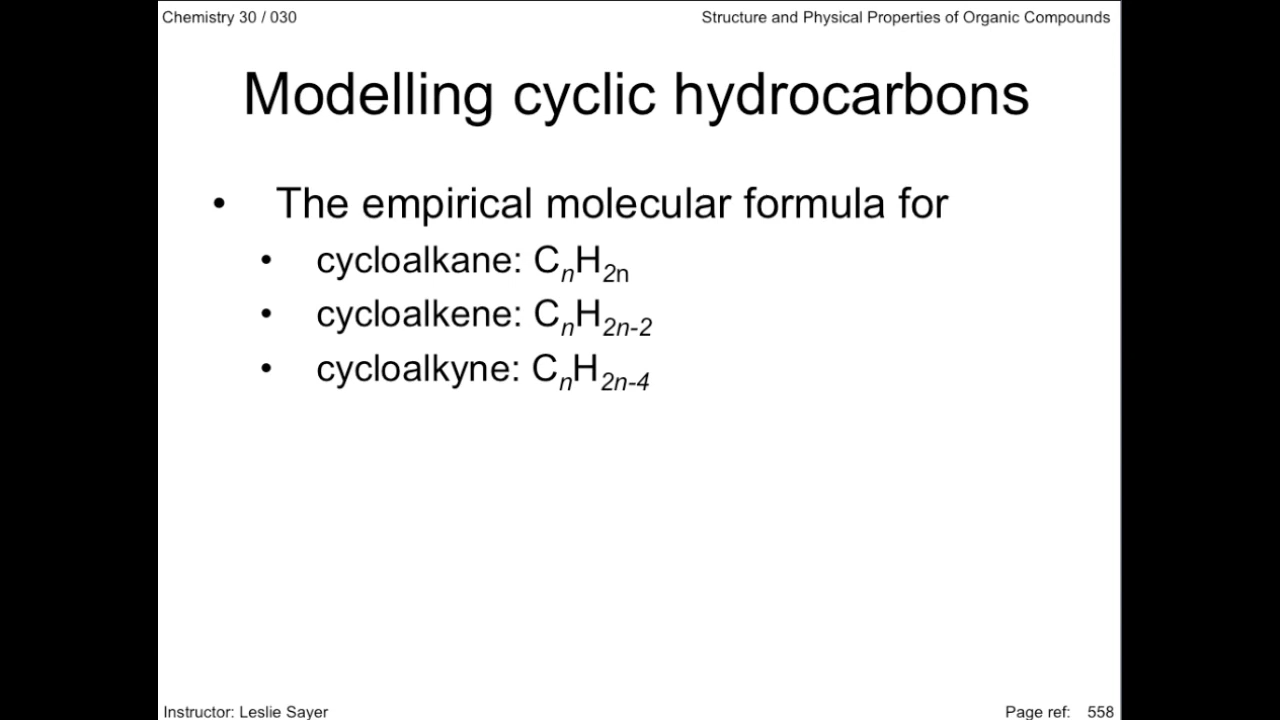 Chemistry 30 / 030
Structure and Physical Properties of Organic Compounds
Modelling cyclic hydrocarbons
• The empirical molecular formula for
• cycloalkane: CₙH₂ₙ
• cycloalkene: CₙH₂ₙ₋₂
• cycloalkyne: CₙH₂ₙ₋₄
Instructor: Leslie Sayer
Page ref: 558